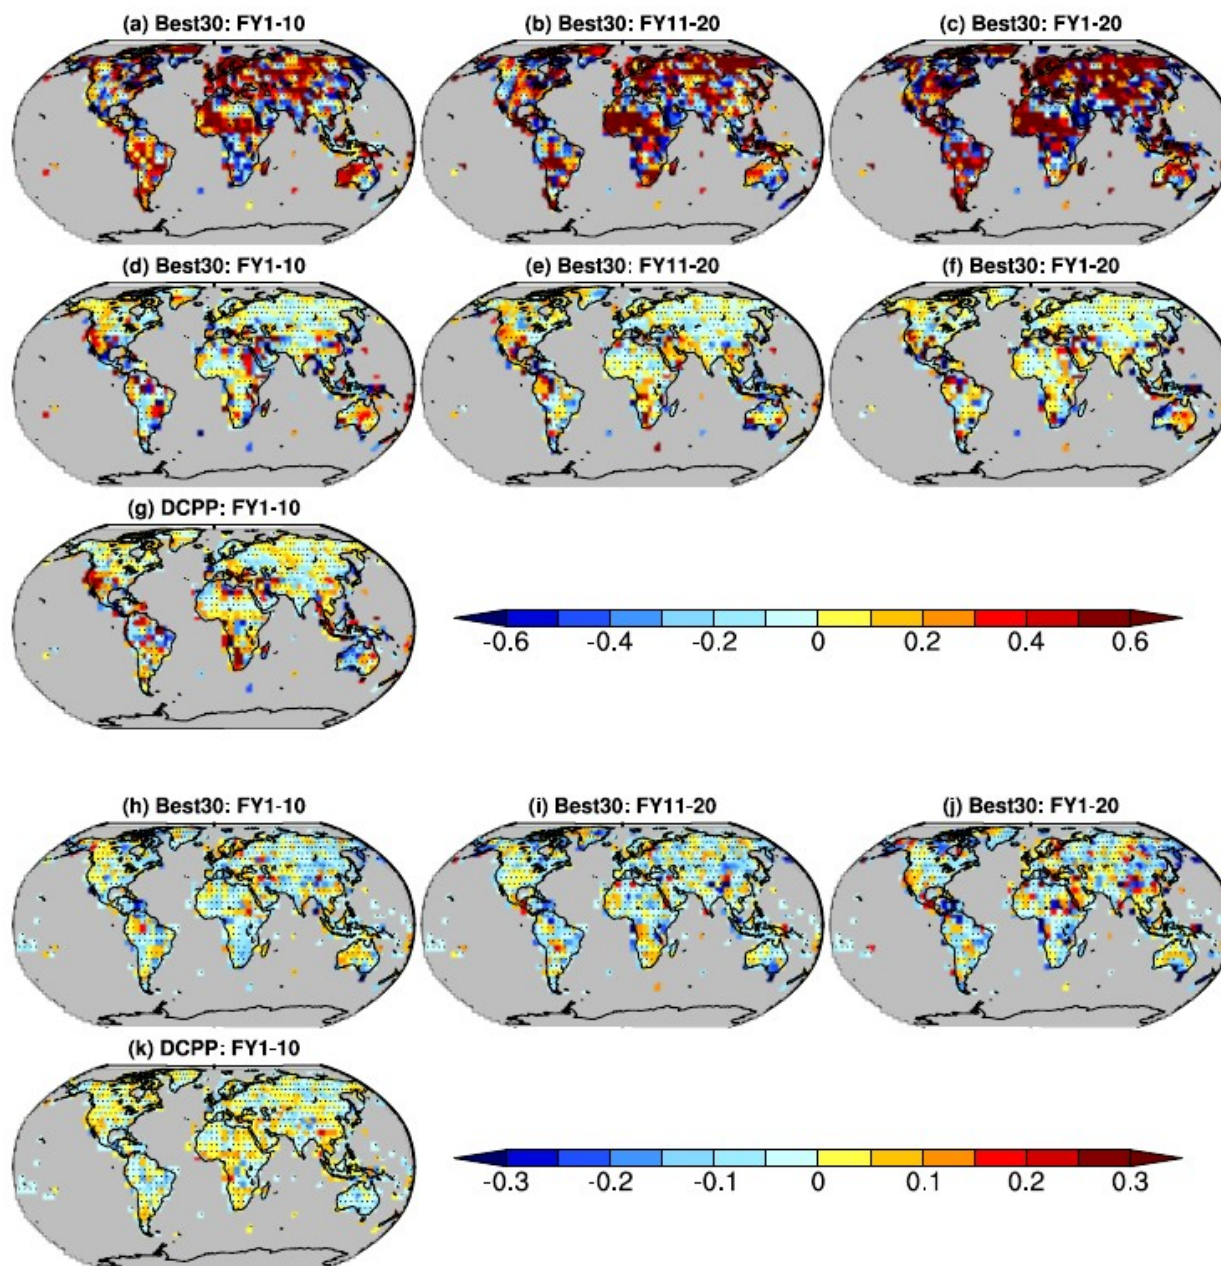 (a) Best30: FY1-10 (b) Best30: FY11-20 (c) Best30: FY1-20
(d) Best30: FY1-10 (e) Best30: FY11-20 (f) Best30: FY1-20
(g) DCPP: FY1-10
-0.6 -0.4 -0.2 0 0.2 0.4 0.6
(h) Best30: FY1-10 (i) Best30: FY11-20 (j) Best30: FY1-20
(k) DCPP: FY1-10
-0.3 -0.2 -0.1 0 0.1 0.2 0.3